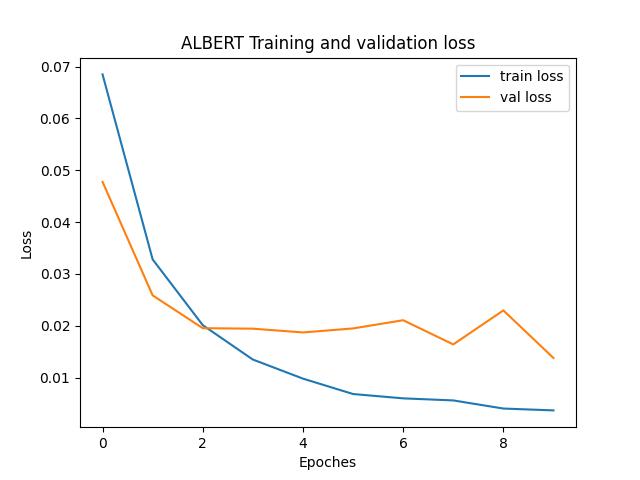 ALBERT Training and validation loss
train loss
val loss
0.07
0.06
0.05
0.04
0.03
0.02
0.01
Loss
0 2 4 6 8
Epoches